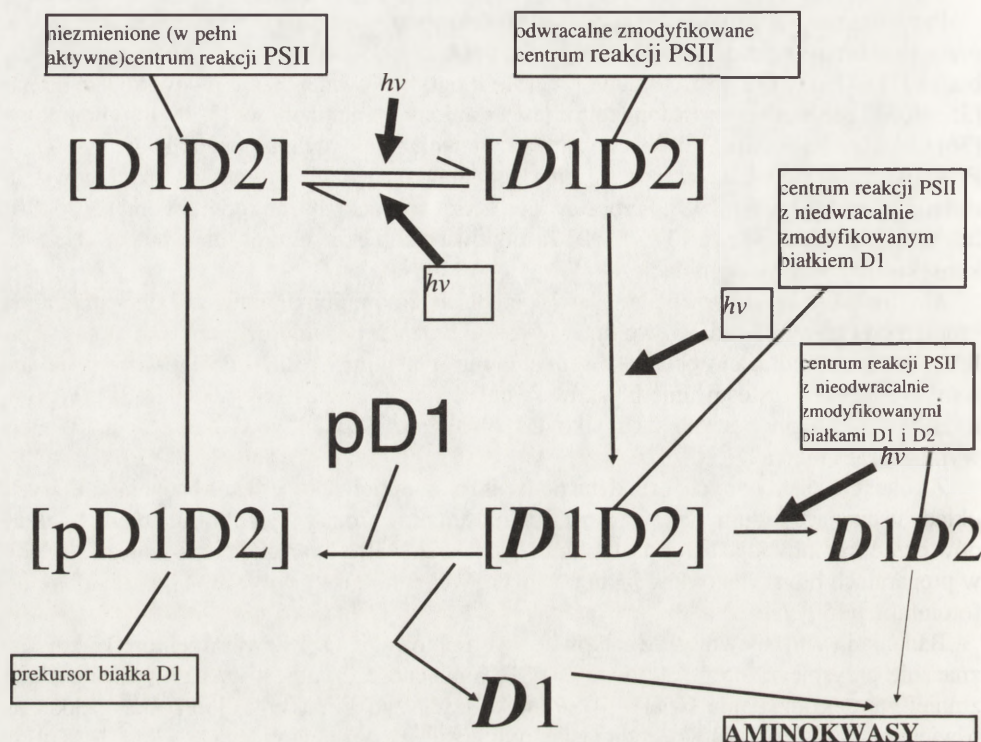 niezmienione (w pełni
aktywne)centrum reakcji PSII
odwracalne zmodyfikowane
centrum reakcji PSII
hv
[D1D2]
[D1D2]
hv
centrum reakcji PSII
z niedwracalnie
zmodyfikowanym
białkiem D1
hv
centrum reakcji PSII
z nieodwracalnie
zmodyfikowanymi
białkami D1 i D2
hv
pD1
[pD1D2]
[D1D2]
D1D2
prekursor białka D1
D1
AMINOKWASY